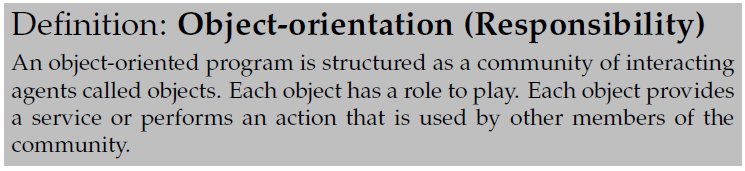 Definition: Object-orientation (Responsibility)
An object-oriented program is structured as a community of interacting
agents called objects. Each object has a role to play. Each object provides
a service or performs an action that is used by other members of the
community.